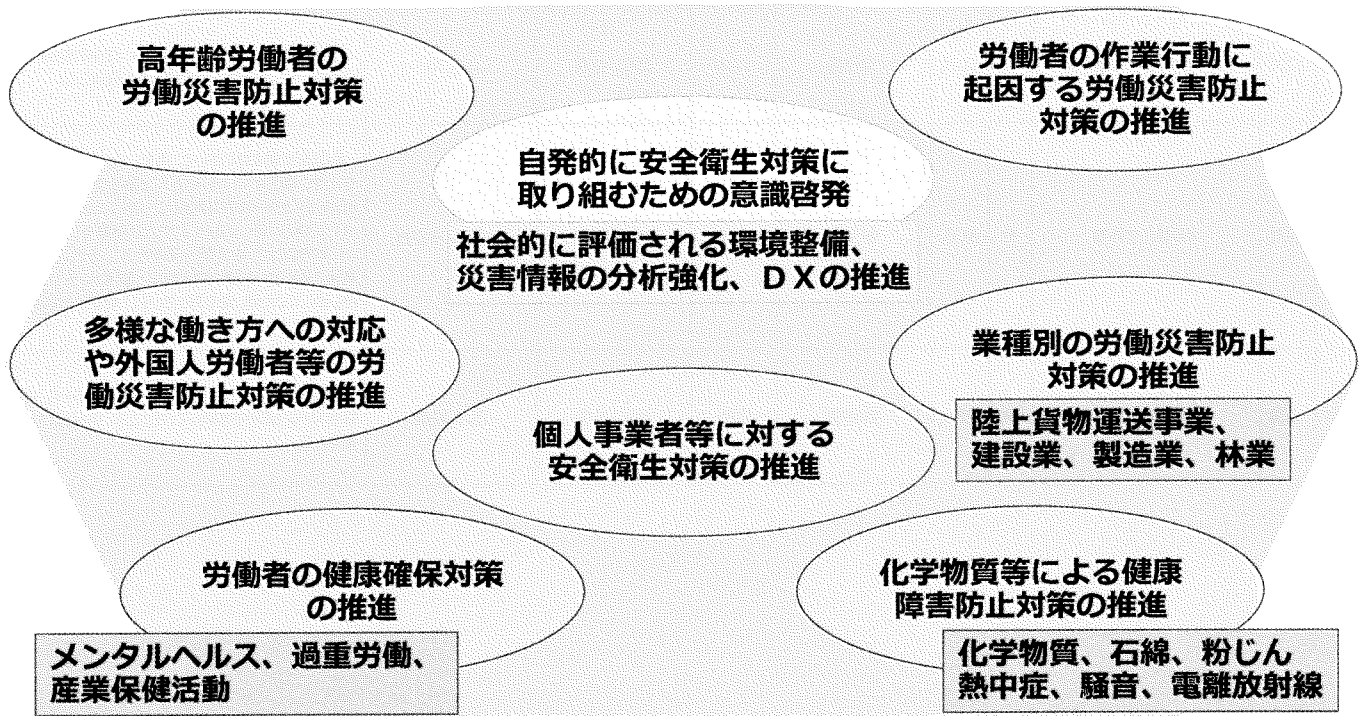 高年齢労働者の
労働災害防止対策
の推進
労働者の作業行動に
起因する労働災害防止
対策の推進
自発的に安全衛生対策に
取り組むための意識啓発
社会的に評価される環境整備、
災害情報の分析強化、ＤＸの推進
多様な働き方への対応
や外国人労働者等の労
働災害防止対策の推進
業種別の労働災害防止
対策の推進
陸上貨物運送事業、
建設業、製造業、林業
個人事業者等に対する
安全衛生対策の推進
労働者の健康確保対策
の推進
メンタルヘルス、過重労働、
産業保健活動
化学物質等による健康
障害防止対策の推進
化学物質、石綿、粉じん
熱中症、騒音、電離放射線